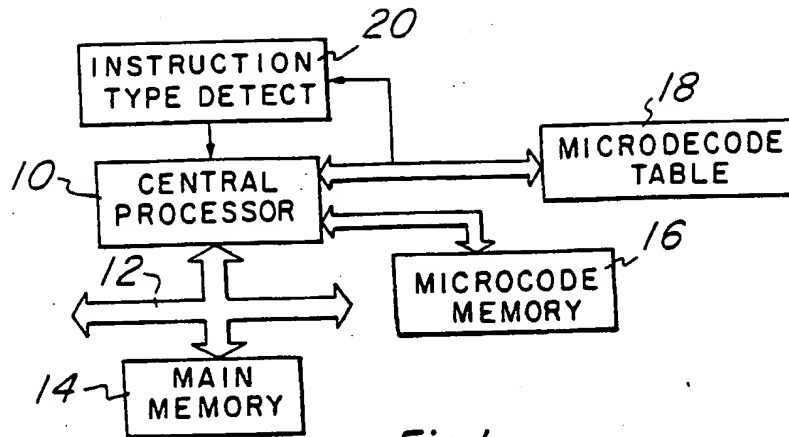 20
INSTRUCTION
TYPE DETECT
18
MICRODECODE
TABLE
10
CENTRAL
PROCESSOR
16
MICROCODE
MEMORY
12
14
MAIN
MEMORY